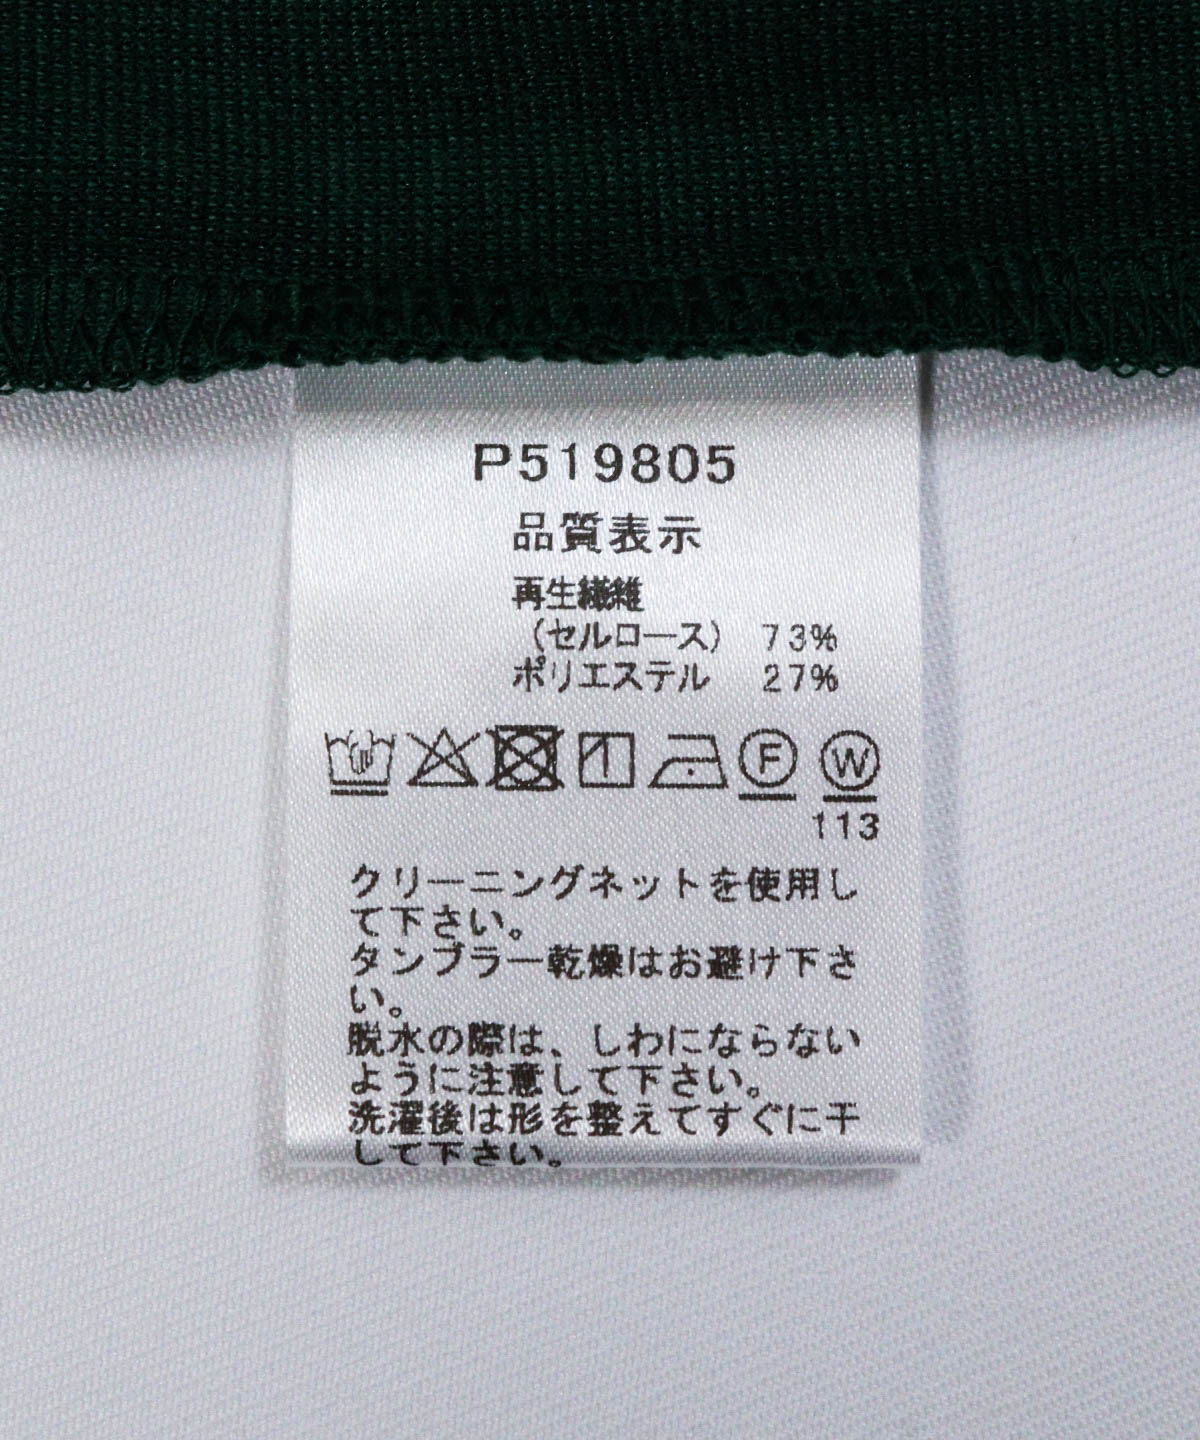 P519805
品質表示
再生繊維
(セルロース) 73%
ポリエステル 27%
F W
113
クリーニングネットを使用し
て下さい。
タンブラー乾燥はお避け下さ
い。
脱水の際は、しわにならない
ように注意して下さい。
洗濯後は形を整えてすぐに干
して下さい。